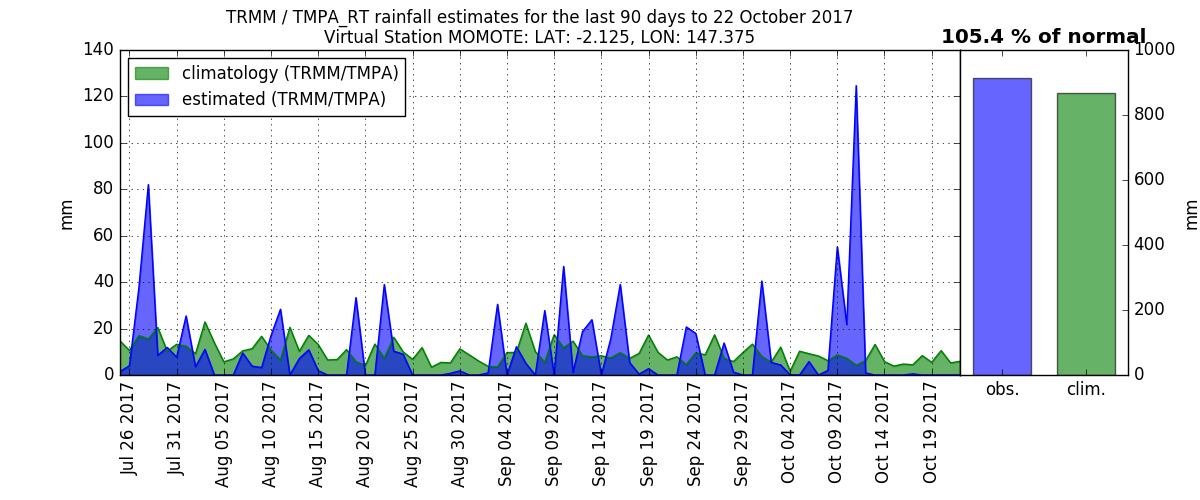 TRMM / TMPA_RT rainfall estimates for the last 90 days to 22 October 2017
Virtual Station MOMOTE: LAT: -2.125, LON: 147.375
105.4 % of normal
climatology (TRMM/TMPA)
estimated (TRMM/TMPA)
140
120
100
80
60
40
20
0
mm
Jul 26 2017
Jul 31 2017
Aug 05 2017
Aug 10 2017
Aug 15 2017
Aug 20 2017
Aug 25 2017
Aug 30 2017
Sep 04 2017
Sep 09 2017
Sep 14 2017
Sep 19 2017
Sep 24 2017
Sep 29 2017
Oct 04 2017
Oct 09 2017
Oct 14 2017
Oct 19 2017
1000
800
600
400
200
0
mm
obs.
clim.